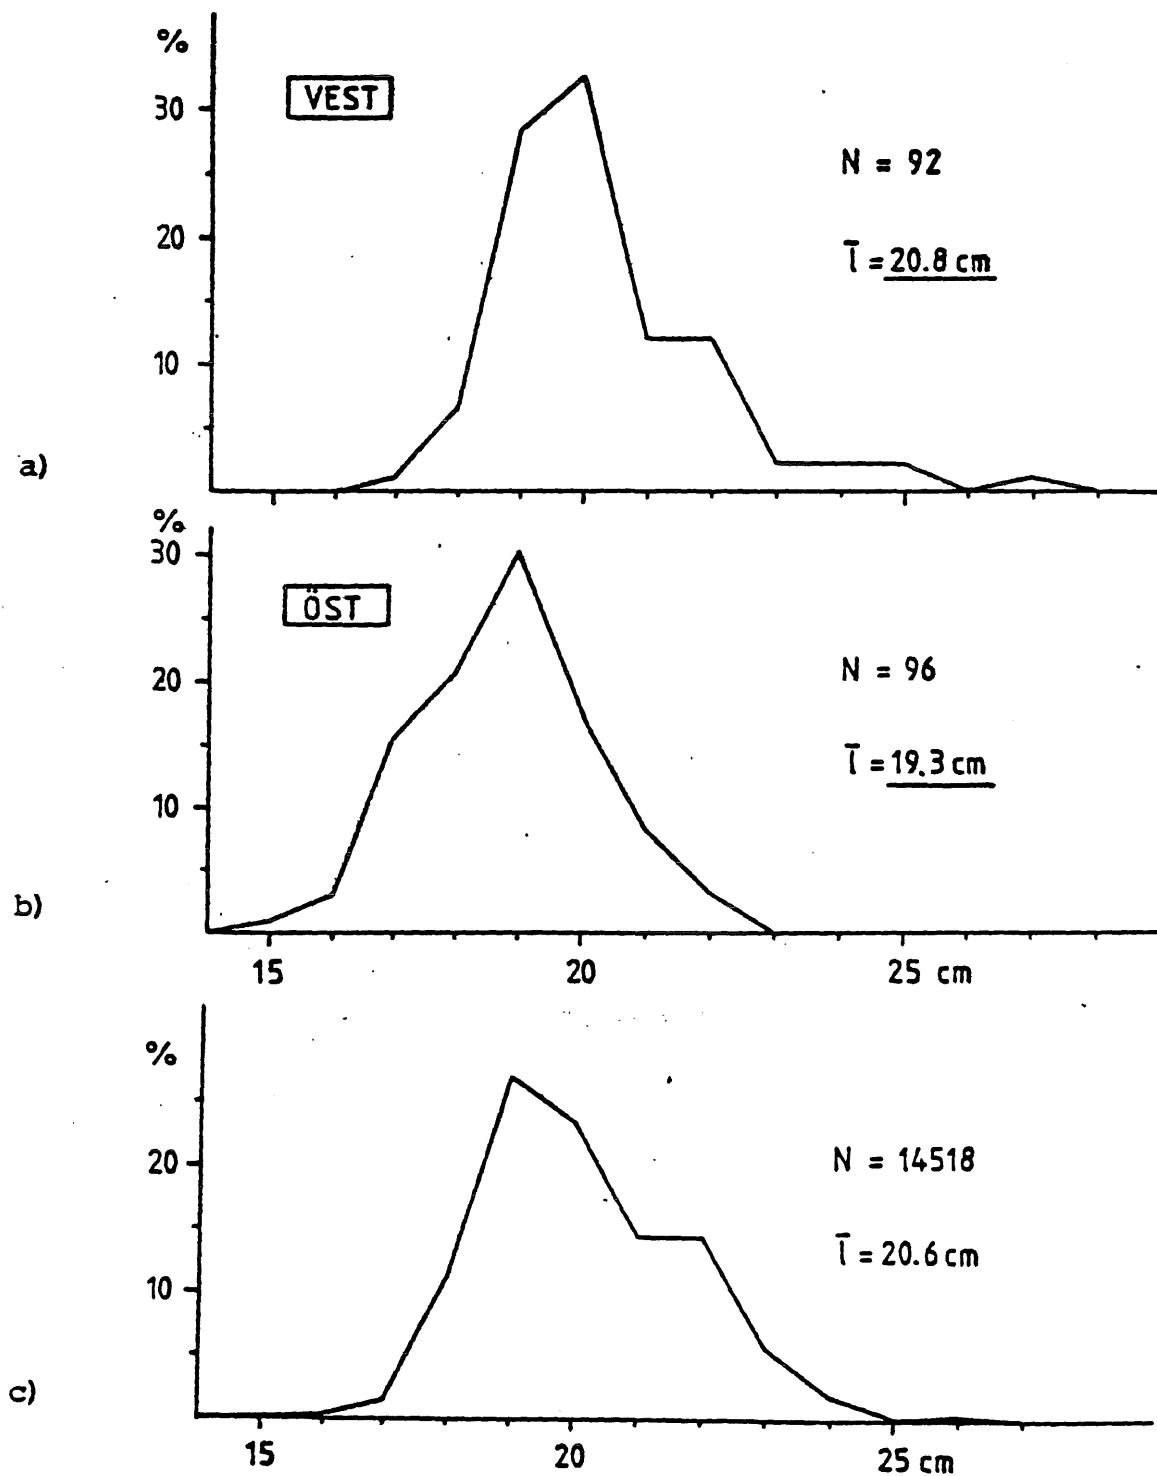 %
30
VEST
N = 92
20
l̄ = 20.8 cm
10
a)
%
30
ÖST
N = 96
20
l̄ = 19.3 cm
10
b)
15 20 25 cm
%
20
N = 14518
l̄ = 20.6 cm
10
c)
15 20 25 cm